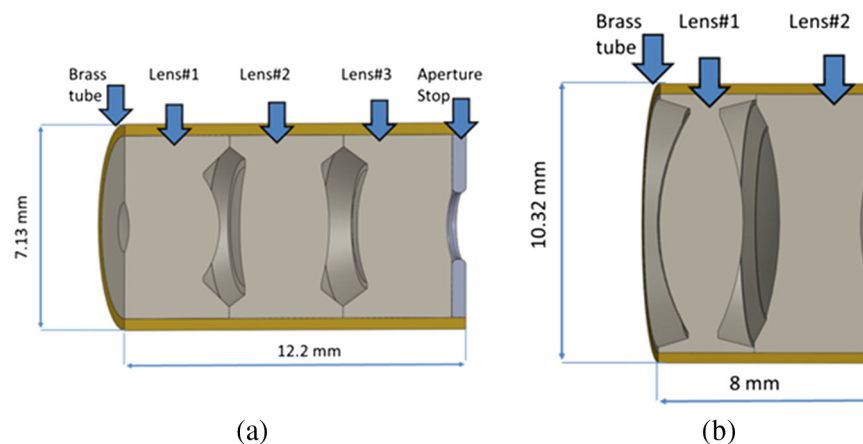 Brass
tube
Lens#1
Lens#2
Lens#3
Aperture
Stop
7.13 mm
12.2 mm
(a)
Brass
tube
Lens#1
Lens#2
10.32 mm
8 mm
(b)